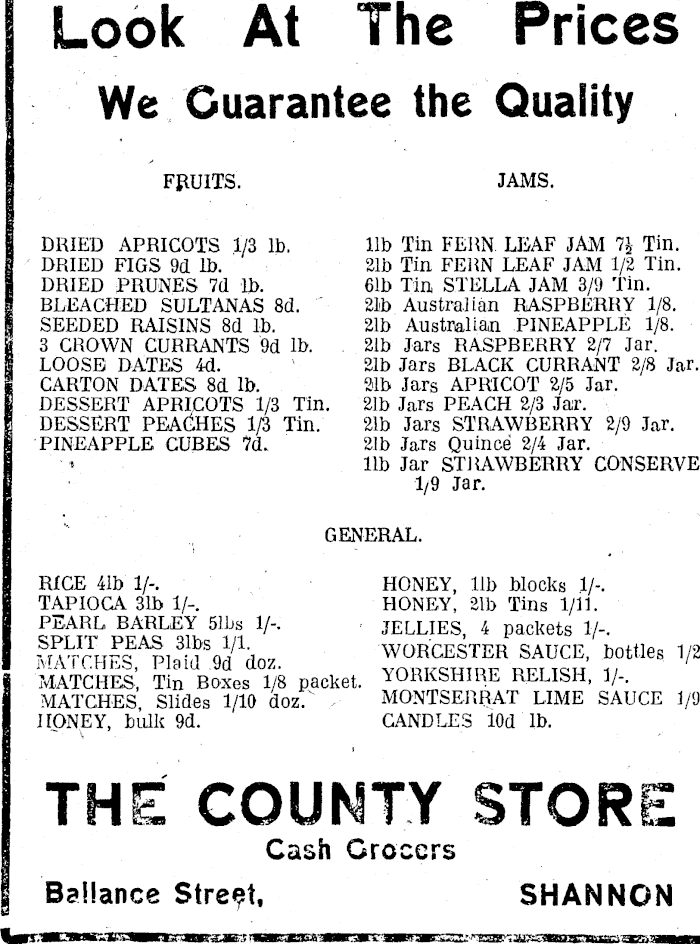 Look At The Prices
We Guarantee the Quality
FRUITS.
DRIED APRICOTS 1/3 lb.
DRIED FIGS 9d lb.
DRIED PRUNES 7d lb.
BLEACHED SULTANAS 8d.
SEEDED RAISINS 8d lb.
3 CROWN CURRANTS 9d lb.
LOOSE DATES 4d.
CARTON DATES 8d lb.
DESSERT APRICOTS 1/3 Tin.
DESSERT PEACHES 1/3 Tin.
PINEAPPLE CUBES 7d.
JAMS.
1lb Tin FERN LEAF JAM 7½ Tin.
2lb Tin FERN LEAF JAM 1/2 Tin.
6lb Tin STELLA JAM 3/9 Tin.
2lb Australian RASPBERRY 1/8.
2lb Australian PINEAPPLE 1/8.
2lb Jars RASPBERRY 2/7 Jar.
2lb Jars BLACK CURRANT 2/8 Jar.
2lb Jars APRICOT 2/5 Jar.
2lb Jars PEACH 2/3 Jar.
2lb Jars STRAWBERRY 2/9 Jar.
2lb Jars Quince 2/4 Jar.
1lb Jar STRAWBERRY CONSERVE
1/9 Jar.
GENERAL.
RICE 4lb 1/-.
TAPIOCA 3lb 1/-.
PEARL BARLEY 5lbs 1/-.
SPLIT PEAS 3lbs 1/1.
MATCHES, Plaid 9d doz.
MATCHES, Tin Boxes 1/8 packet.
MATCHES, Slides 1/10 doz.
HONEY, bulk 9d.
HONEY, 1lb blocks 1/-.
HONEY, 2lb Tins 1/11.
JELLIES, 4 packets 1/-.
WORCESTER SAUCE, bottles 1/2
YORKSHIRE RELISH, 1/-.
MONTSERRAT LIME SAUCE 1/9
CANDLES 10d lb.
THE COUNTY STORE
Cash Grocers
Ballance Street, SHANNON